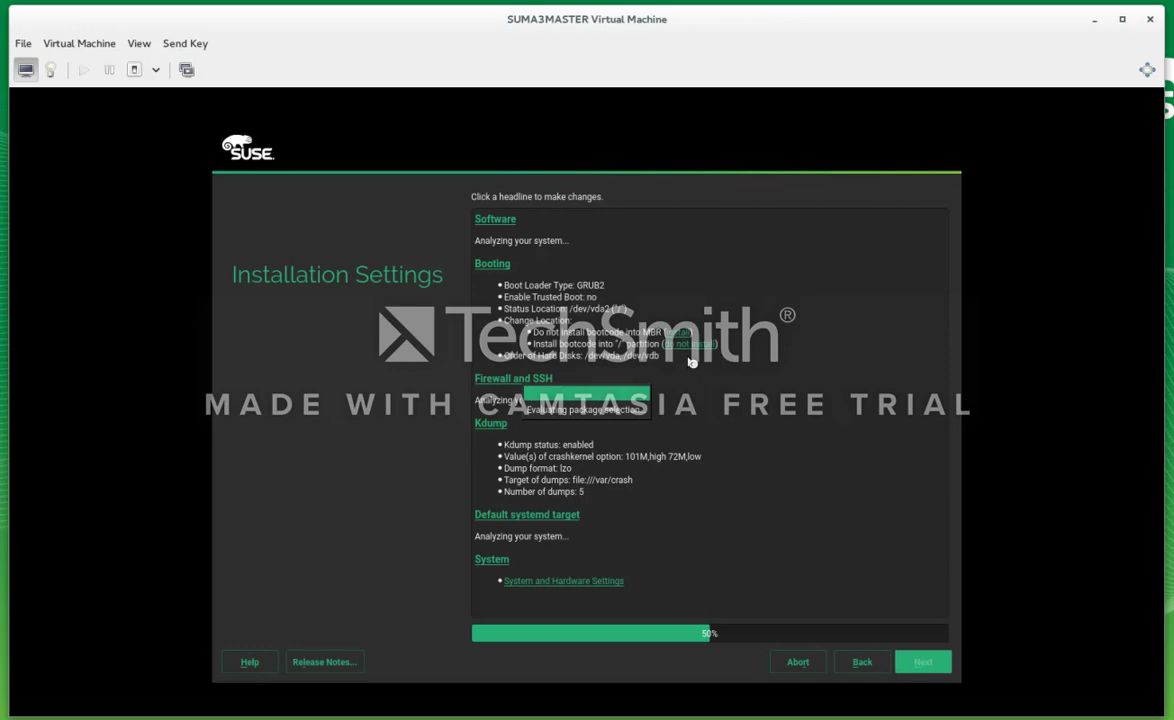 SUMA3MASTER Virtual Machine
File Virtual Machine View Send Key
SUSE
Click a headline to make changes.
Software
Analyzing your system...
Installation Settings
Booting
Boot Loader Type: GRUB2
Enable Trusted Boot: no
Status Location: /dev/vda2 ("/")
Change Location:
Do not install bootcode into MBR (install)
Install bootcode into "/" partition (do not install)
Order of Hard Disks: /dev/vda, /dev/vdb
TechSmith®
Firewall and SSH
Analyzing
Evaluating package selection...
MADE WITH CAMTASIA FREE TRIAL
Kdump
Kdump status: enabled
Value(s) of crashkernel option: 101M,high 72M,low
Dump format: lzo
Target of dumps: file:///var/crash
Number of dumps: 5
Default systemd target
Analyzing your system...
System
System and Hardware Settings
50%
Help Release Notes... Abort Back Next